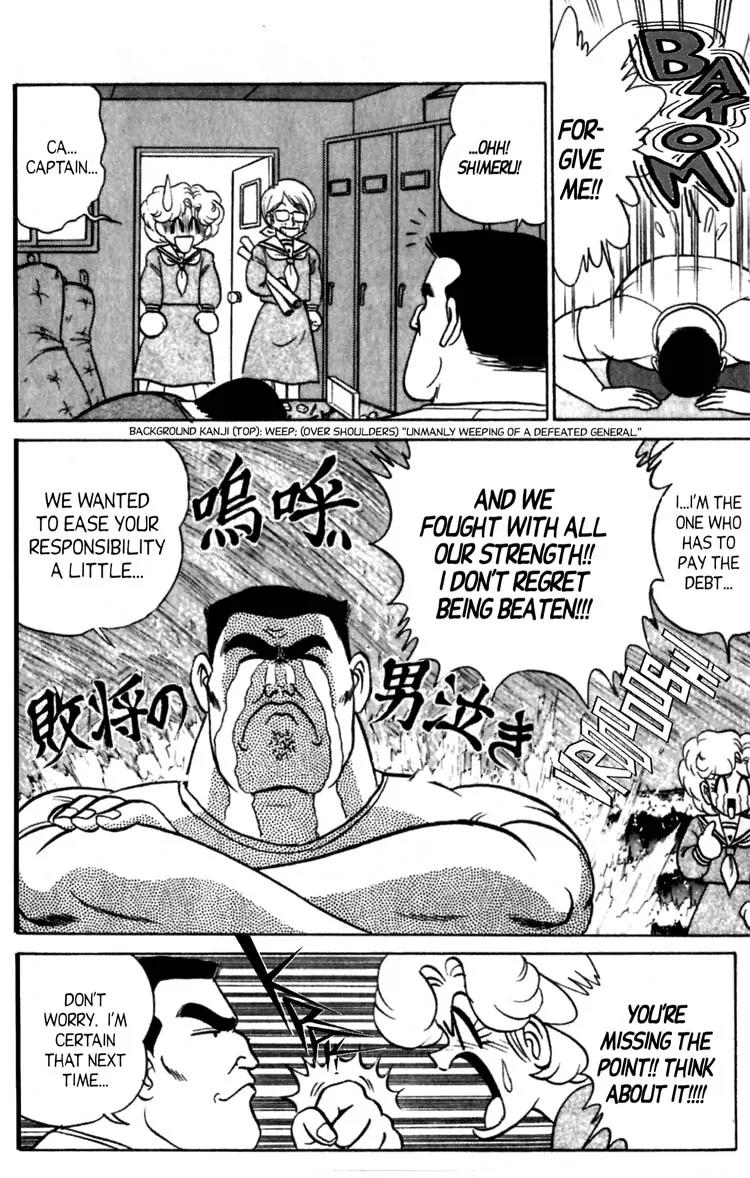 BAKOM
FOR-
GIVE
ME!!
...OHH!
SHIMERU!
CA...
CAPTAIN...
BACKGROUND KANJI (TOP): WEEP; (OVER SHOULDERS) "UNMANLY WEEPING OF A DEFEATED GENERAL"
I...I'M THE
ONE WHO
HAS TO
PAY THE
DEBT...
AND WE
FOUGHT WITH ALL
OUR STRENGTH!!
I DON'T REGRET
BEING BEATEN!!!
嗚呼
WE WANTED
TO EASE YOUR
RESPONSIBILITY
A LITTLE...
敗将の
男泣き
VROOOOSH!
YOU'RE
MISSING THE
POINT!! THINK
ABOUT IT!!!!
KRAK
DON'T
WORRY. I'M
CERTAIN
THAT NEXT
TIME...